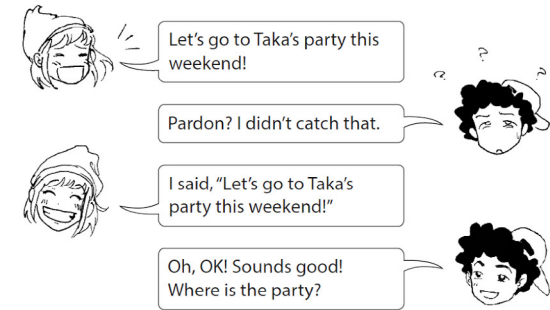 Let’s go to Taka’s party this
weekend!
Pardon? I didn’t catch that.
I said, “Let’s go to Taka’s
party this weekend!”
Oh, OK! Sounds good!
Where is the party?